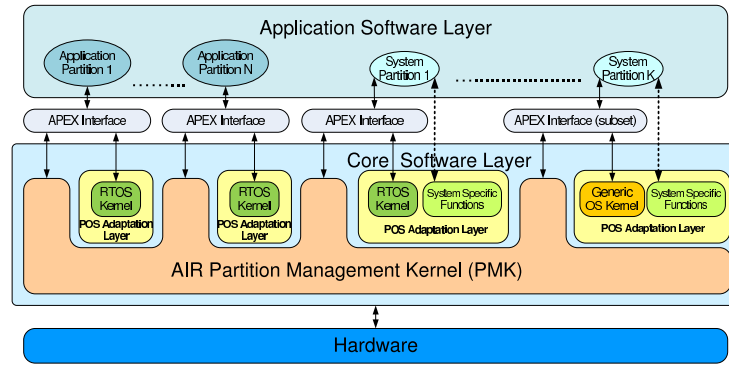 Application Software Layer
Application
Partition 1
Application
Partition N
System
Partition 1
System
Partition K
APEX Interface
APEX Interface
APEX Interface
APEX Interface (subset)
Core Software Layer
RTOS
Kernel
POS Adaptation
Layer
RTOS
Kernel
POS Adaptation
Layer
RTOS
Kernel
System Specific
Functions
POS Adaptation Layer
Generic
OS Kernel
System Specific
Functions
POS Adaptation Layer
AIR Partition Management Kernel (PMK)
Hardware